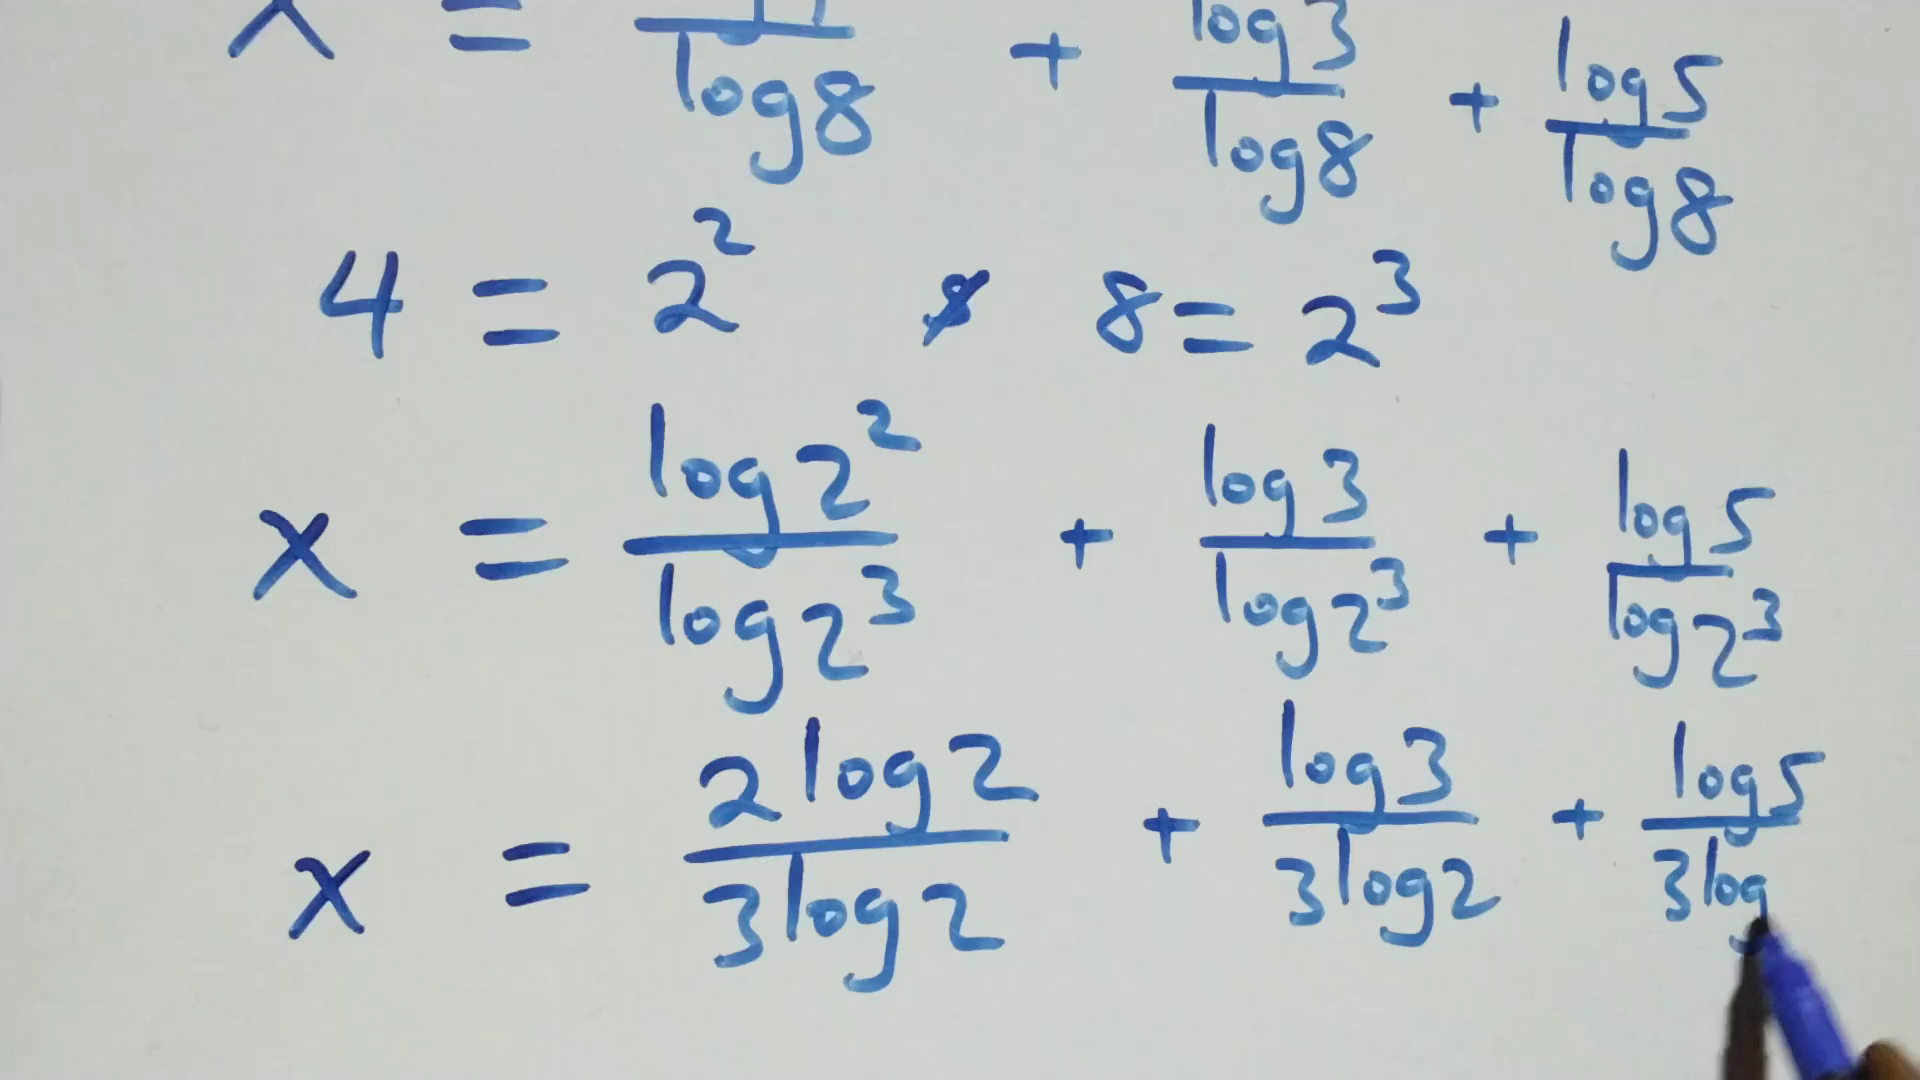 x = log4/log8 + log3/log8 + log5/log8
4 = 2² & 8 = 2³
x = log2²/log2³ + log3/log2³ + log5/log2³
x = 2log2/3log2 + log3/3log2 + log5/3log